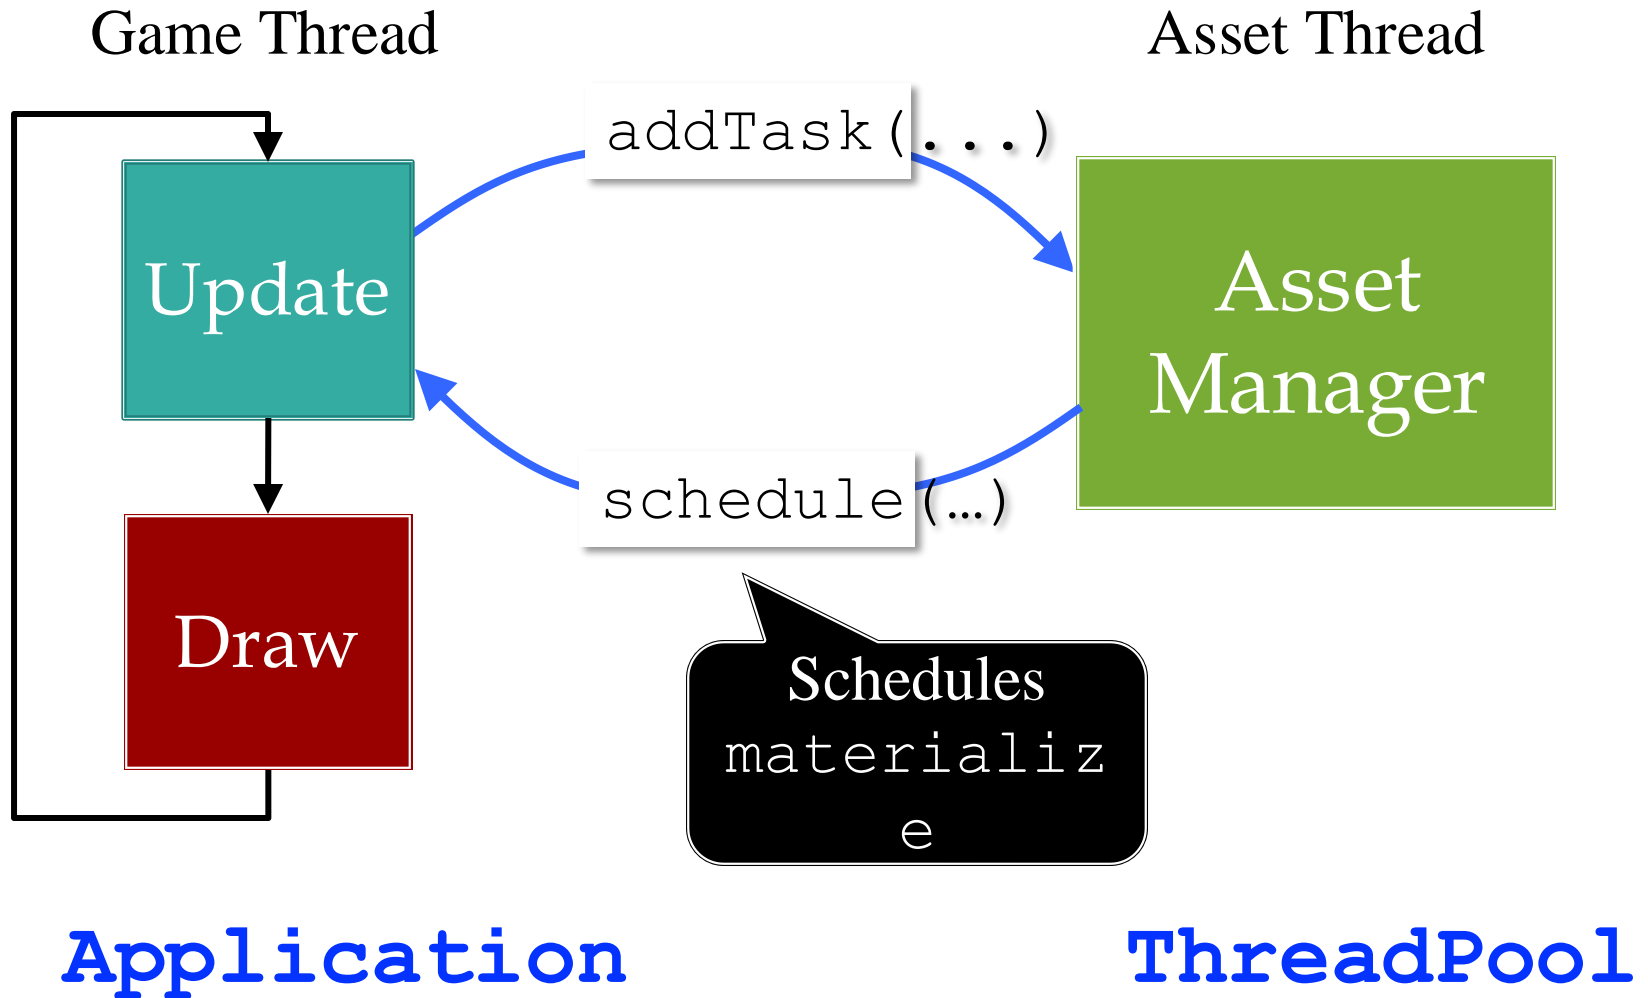 Game Thread
Asset Thread
addTask(...)
Update
Asset
Manager
schedule(…)
Draw
Schedules
materializ
e
Application
ThreadPool